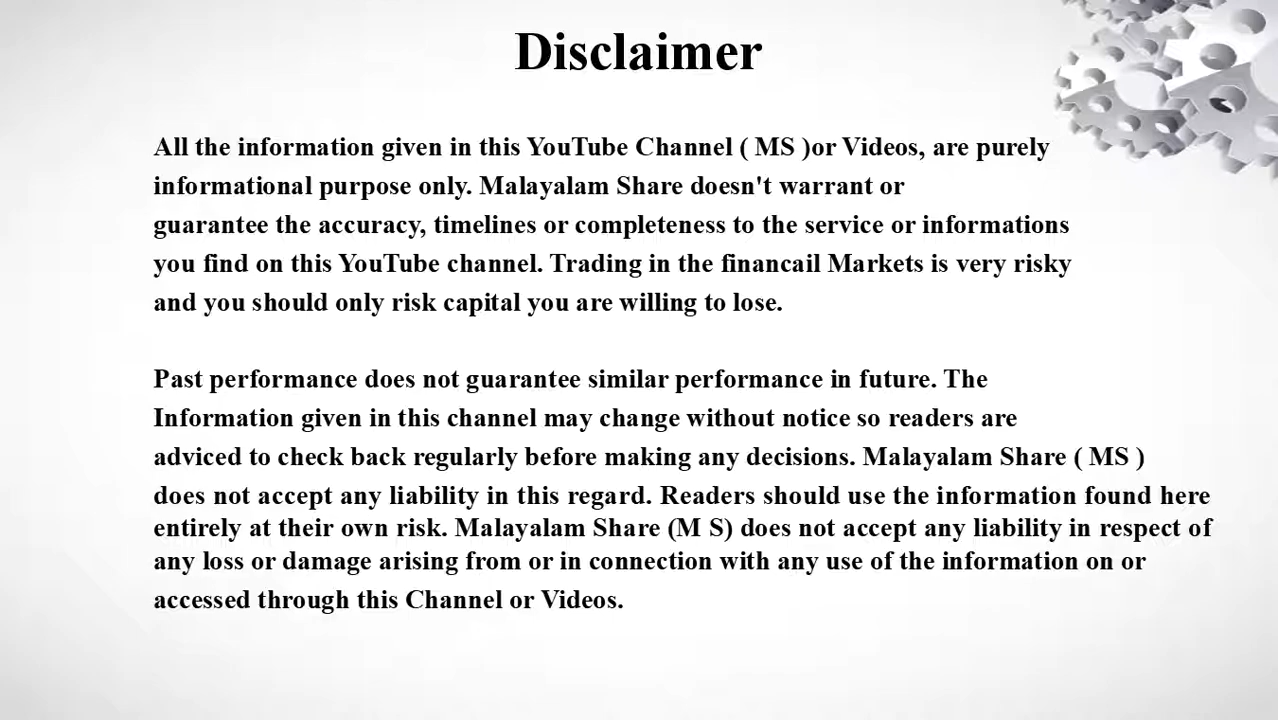 Disclaimer
All the information given in this YouTube Channel ( MS )or Videos, are purely
informational purpose only. Malayalam Share doesn't warrant or
guarantee the accuracy, timelines or completeness to the service or informations
you find on this YouTube channel. Trading in the financail Markets is very risky
and you should only risk capital you are willing to lose.
Past performance does not guarantee similar performance in future. The
Information given in this channel may change without notice so readers are
adviced to check back regularly before making any decisions. Malayalam Share ( MS )
does not accept any liability in this regard. Readers should use the information found here
entirely at their own risk. Malayalam Share (M S) does not accept any liability in respect of
any loss or damage arising from or in connection with any use of the information on or
accessed through this Channel or Videos.